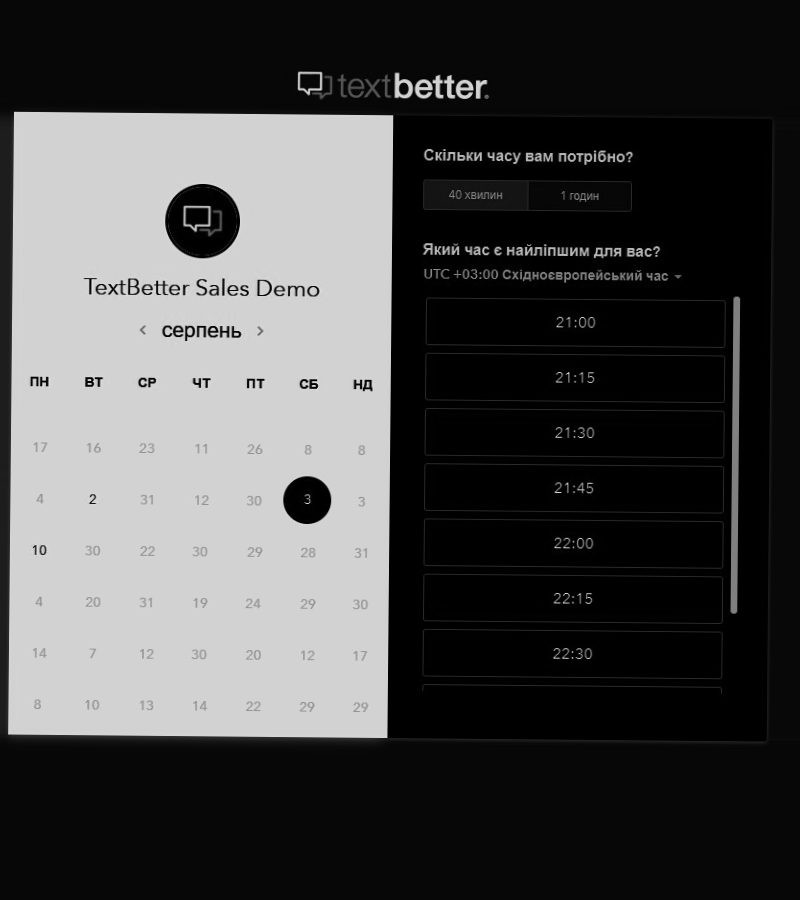 textbetter.
TextBetter Sales Demo
серпень
ПН ВТ СР ЧТ ПТ СБ НД
17 16 23 11 26 8 8
4 2 31 12 30 3 3
10 30 22 30 29 28 31
4 20 31 19 24 29 30
14 7 12 30 20 12 17
8 10 13 14 22 29 29
Скільки часу вам потрібно?
40 хвилин 1 годин
Який час є найліпшим для вас?
UTC +03:00 Східноєвропейський час
21:00
21:15
21:30
21:45
22:00
22:15
22:30